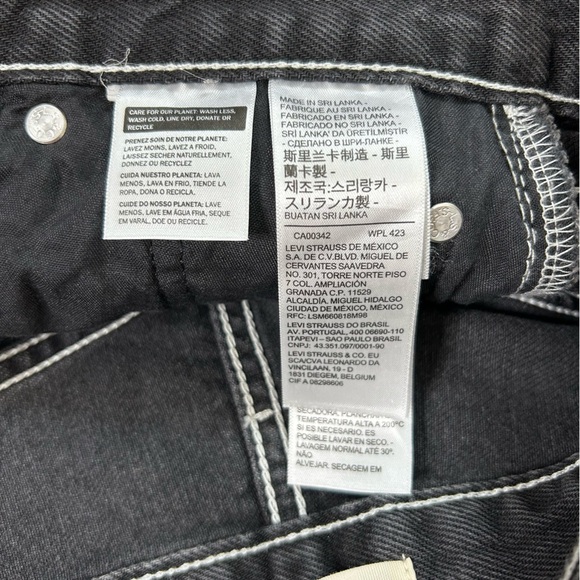 CARE FOR OUR PLANET: WASH LESS,
WASH COLD, LINE DRY, DONATE OR
RECYCLE
PRENEZ SOIN DE NOTRE PLANETE:
LAVEZ MOINS, LAVEZ A FROID,
LAISSEZ SECHER NATURELLEMENT,
DONNEZ OU RECYCLEZ
CUIDA NUESTRO PLANETA: LAVA
MENOS, LAVA EN FRIO, TIENDE LA
ROPA, DONA O RECICLA.
CUIDE DO NOSSO PLANETA: LAVE
MENOS, LAVE EM ÁGUA FRIA, SEQUE
EM VARAL, DOE OU RECICLE.
MADE IN SRI LANKA -
FABRIQUE AU SRI LANKA -
FABRICADO EN SRI LANKA -
FABRICADO NO SRI LANKA -
SRİ LANKA' DA ÜRETİLMİŞTİR
- СДЕЛАНО В ШРИ-ЛАНКЕ -
斯里兰卡制造 - 斯里
蘭卡製 -
제조국:스리랑카 -
スリランカ製 -
BUATAN SRI LANKA
CA00342 WPL 423
LEVI STRAUSS DE MÉXICO
S.A. DE C.V.BLVD. MIGUEL DE
CERVANTES SAAVEDRA
NO. 301, TORRE NORTE PISO
7 COL. AMPLIACIÓN
GRANADA C.P. 11529
ALCALDÍA. MIGUEL HIDALGO
CIUDAD DE MÉXICO, MÉXICO
RFC: LSM660818M98
LEVI STRAUSS DO BRASIL
AV. PORTUGAL, 400 06690-110
ITAPEVI – SAO PAULO BRASIL
CNPJ: 43.351.097/0001-90
LEVI STRAUSS & CO. EU
SCA/CVA LEONARDO DA
VINCILAAN, 19 - D
1831 DIEGEM, BELGIUM
CIF A 08298606
SECADORA, PLANCHAR
TEMPERATURA ALTA A 200°C
SI ES NECESARIO. ES
POSIBLE LAVAR EN SECO. -
LAVAGEM NORMAL ATÉ 30°.
NÃO
ALVEJAR. SECAGEM EM